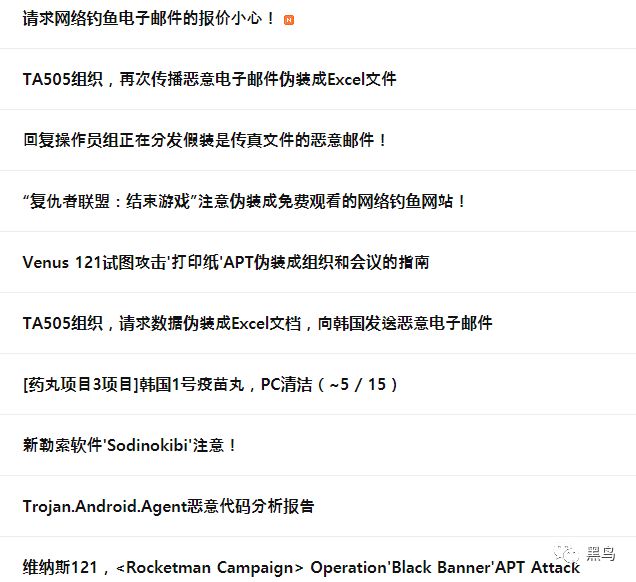 请求网络钓鱼电子邮件的报价小心！ N
TA505组织，再次传播恶意电子邮件伪装成Excel文件
回复操作员组正在分发假装是传真文件的恶意邮件！
“复仇者联盟：结束游戏”注意伪装成免费观看的网络钓鱼网站！
Venus 121试图攻击'打印纸'APT伪装成组织和会议的指南
TA505组织，请求数据伪装成Excel文档，向韩国发送恶意电子邮件
[药丸项目3项目]韩国1号疫苗丸，PC清洁（~5 / 15）
新勒索软件'Sodinokibi'注意！
Trojan.Android.Agent恶意代码分析报告
维纳斯121，<Rocketman Campaign> Operation'Black Banner'APT Attack
黑鸟